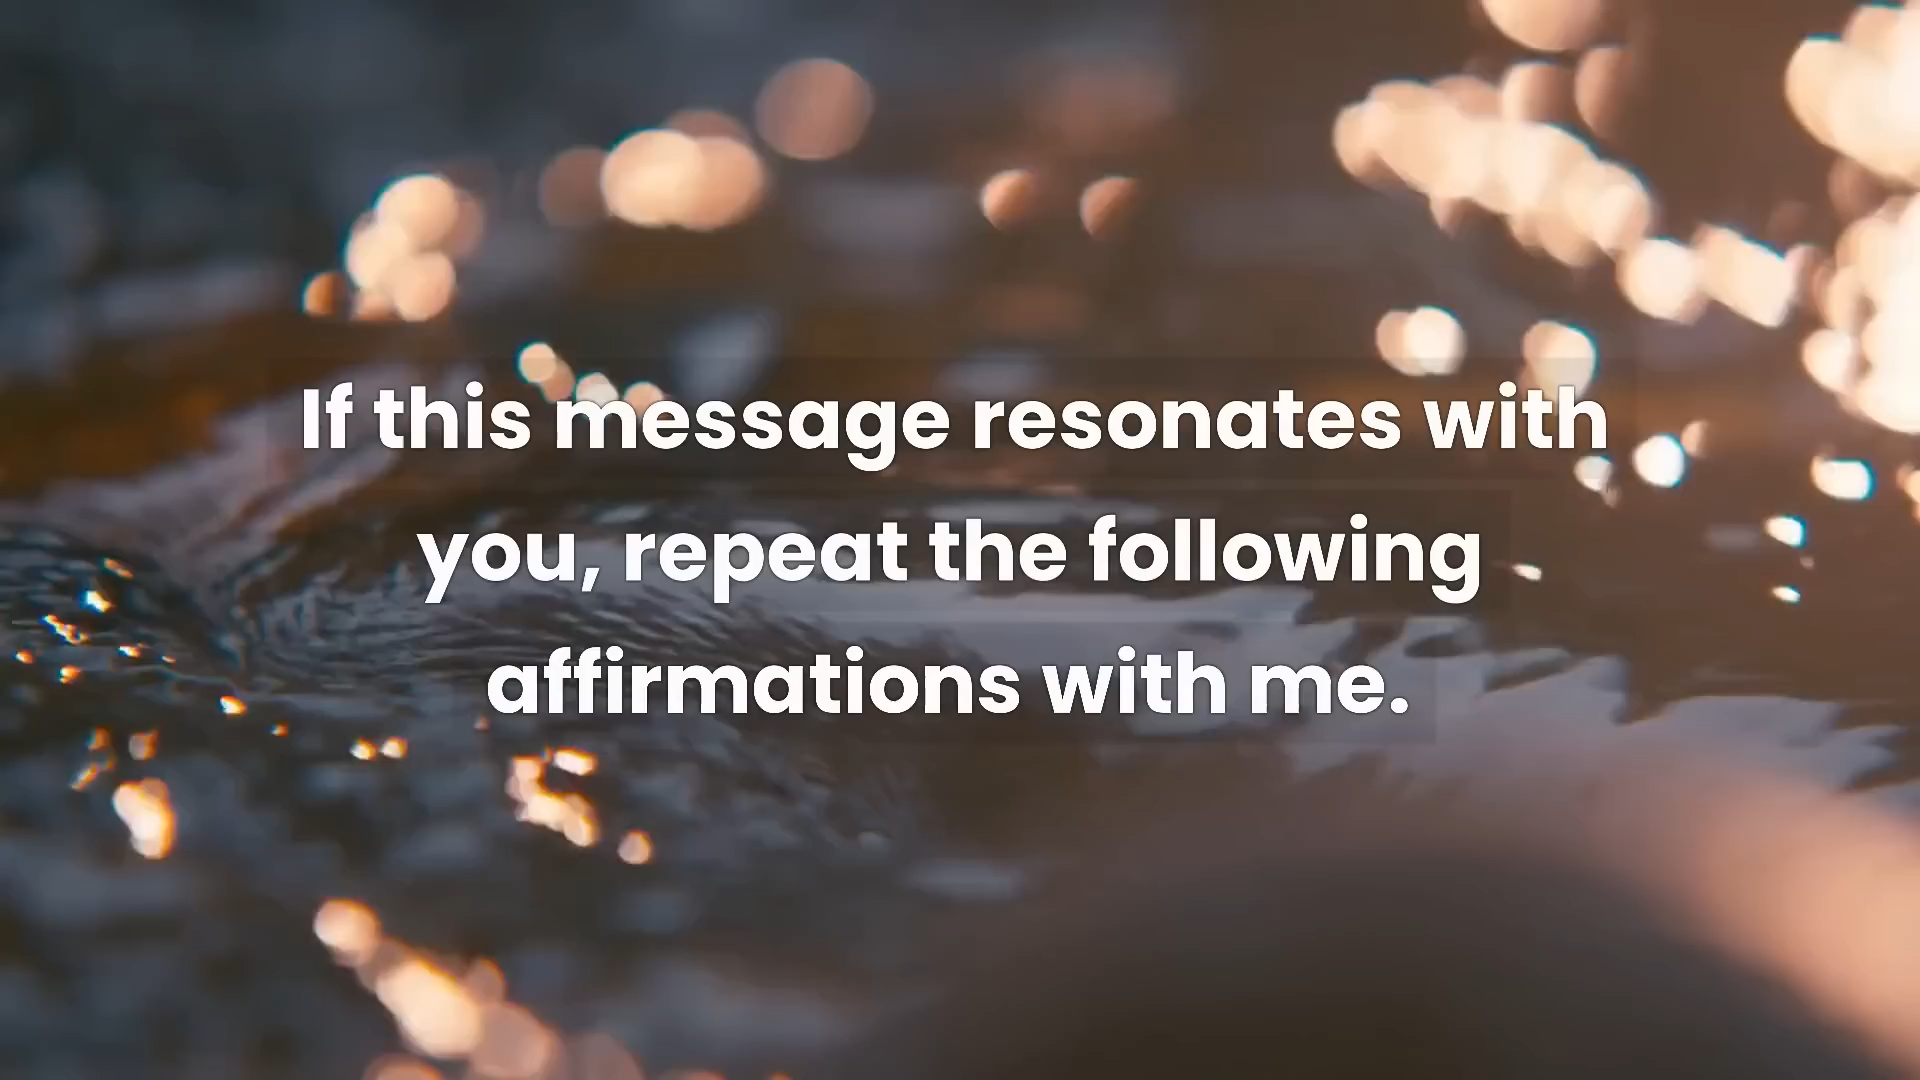 If this message resonates with
you, repeat the following
affirmations with me.